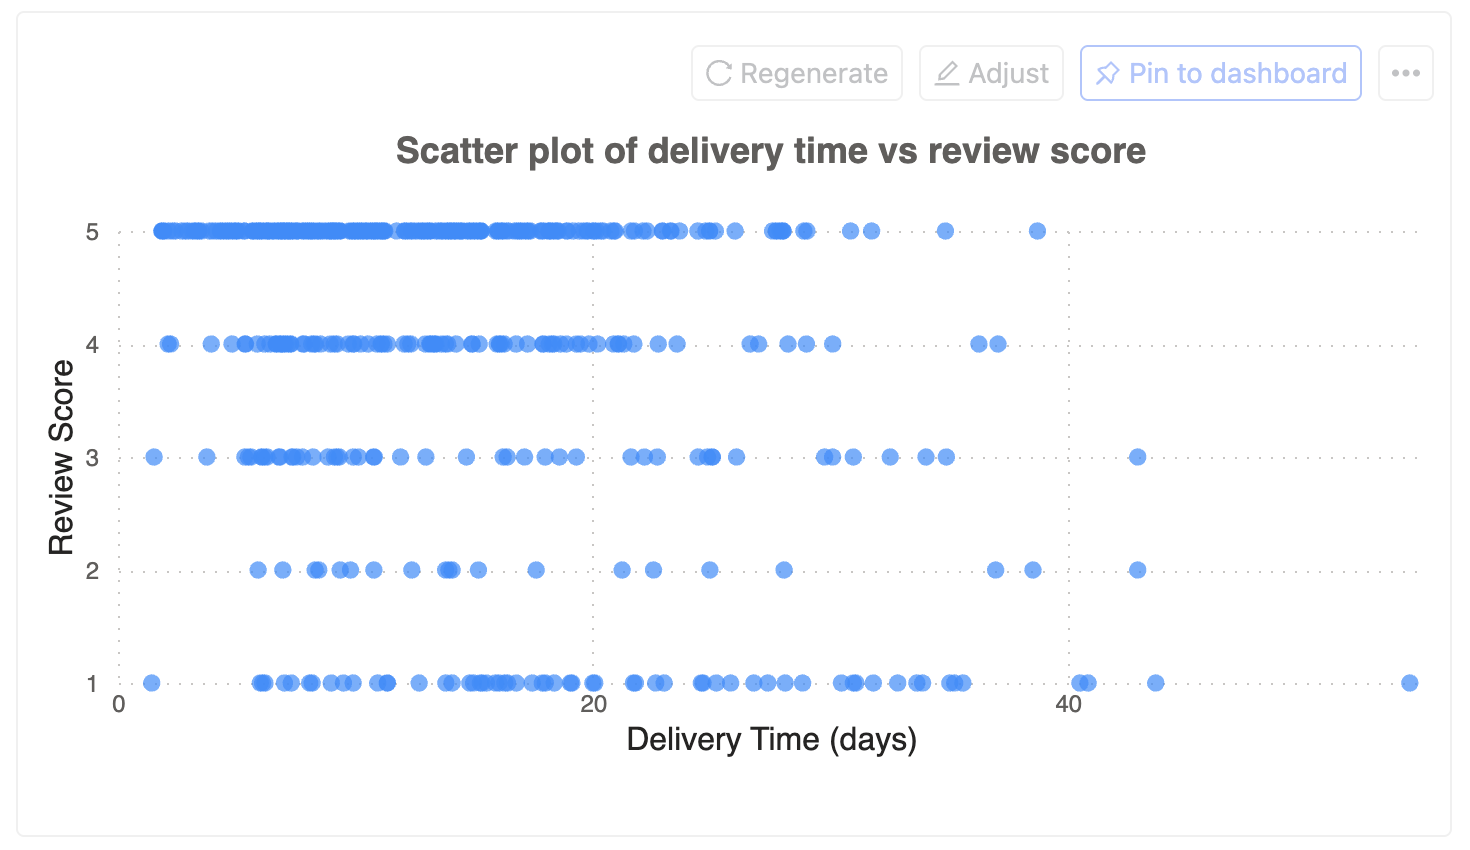 Regenerate Adjust Pin to dashboard
Scatter plot of delivery time vs review score
5
4
3
2
1
Review Score
0 20 40
Delivery Time (days)